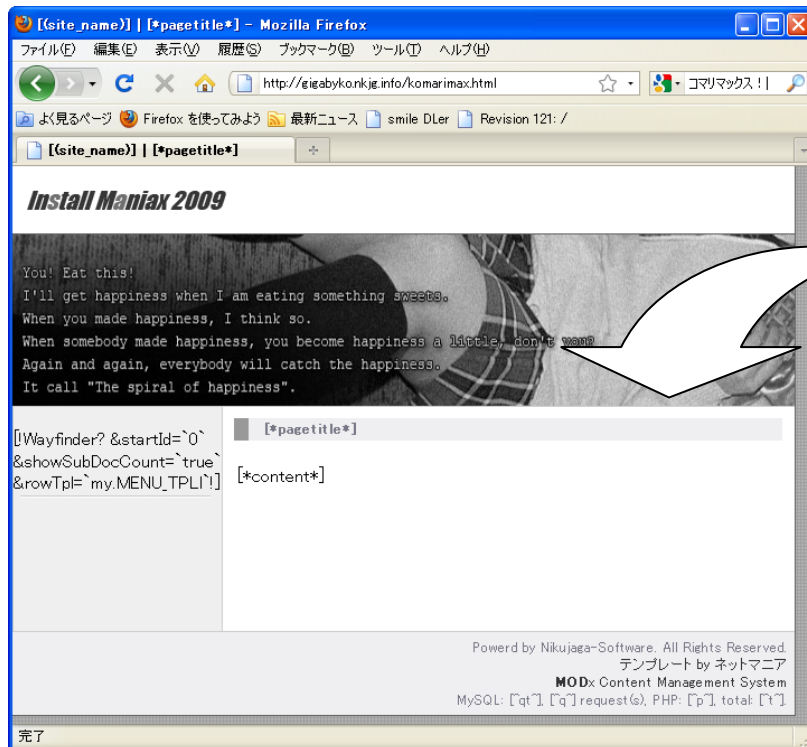 [(site_name)] | [*pagetitle*] - Mozilla Firefox
ファイル(F) 編集(E) 表示(V) 履歴(S) ブックマーク(B) ツール(T) ヘルプ(H)
http://gigabyko.nkjg.info/komarimax.html
コマリマックス!|
よく見るページ Firefox を使ってみよう 最新ニュース smile DLer Revision 121: /
[(site_name)] | [*pagetitle*]
Install Maniax 2009
You! Eat this!
I'll get happiness when I am eating something sweets.
When you made happiness, I think so.
When somebody made happiness, you become happiness a little, don't you?
Again and again, everybody will catch the happiness.
It call "The spiral of happiness".
[!Wayfinder? &startId=`0`
&showSubDocCount=`true`
&rowTpl=`my.MENU_TPL1`!]
[*pagetitle*]
[*content*]
Powerd by Nikujaga-Software. All Rights Reserved.
テンプレート by ネットマニア
MODx Content Management System
MySQL: [^qt^], [^q^] request(s), PHP: [^p^], total: [^t^].
完了